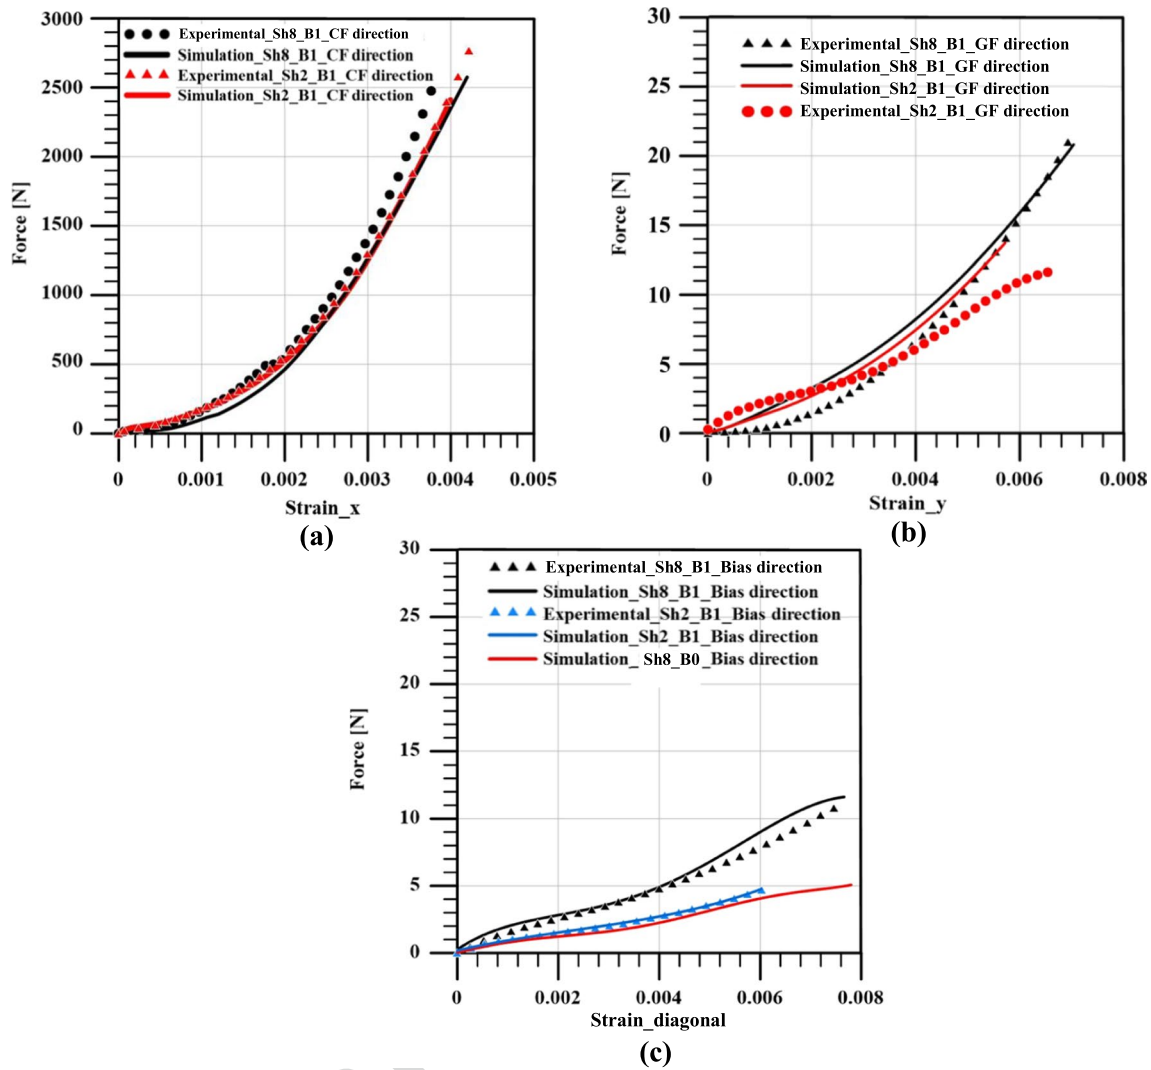 3000
2500
2000
1500
1000
500
0
Force [N]
Experimental_Sh8_B1_CF direction
Simulation_Sh8_B1_CF direction
Experimental_Sh2_B1_CF direction
Simulation_Sh2_B1_CF direction
0 0.001 0.002 0.003 0.004 0.005
Strain_x
(a)
30
25
20
15
10
5
0
Force [N]
Experimental_Sh8_B1_GF direction
Simulation_Sh8_B1_GF direction
Simulation_Sh2_B1_GF direction
Experimental_Sh2_B1_GF direction
0 0.002 0.004 0.006 0.008
Strain_y
(b)
30
25
20
15
10
5
0
Force [N]
Experimental_Sh8_B1_Bias direction
Simulation_Sh8_B1_Bias direction
Experimental_Sh2_B1_Bias direction
Simulation_Sh2_B1_Bias direction
Simulation_ Sh8_B0 _Bias direction
0 0.002 0.004 0.006 0.008
Strain_diagonal
(c)